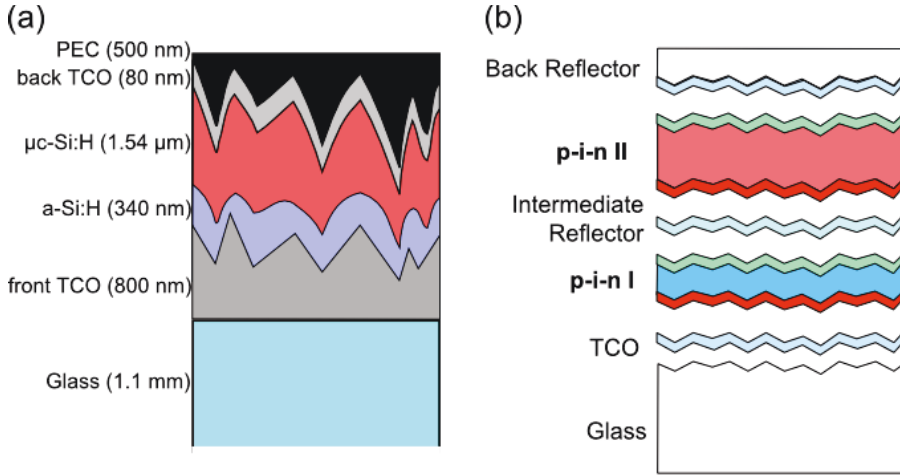 (a)
PEC (500 nm)
back TCO (80 nm)
µc-Si:H (1.54 µm)
a-Si:H (340 nm)
front TCO (800 nm)
Glass (1.1 mm)
(b)
Back Reflector
p-i-n II
Intermediate
Reflector
p-i-n I
TCO
Glass